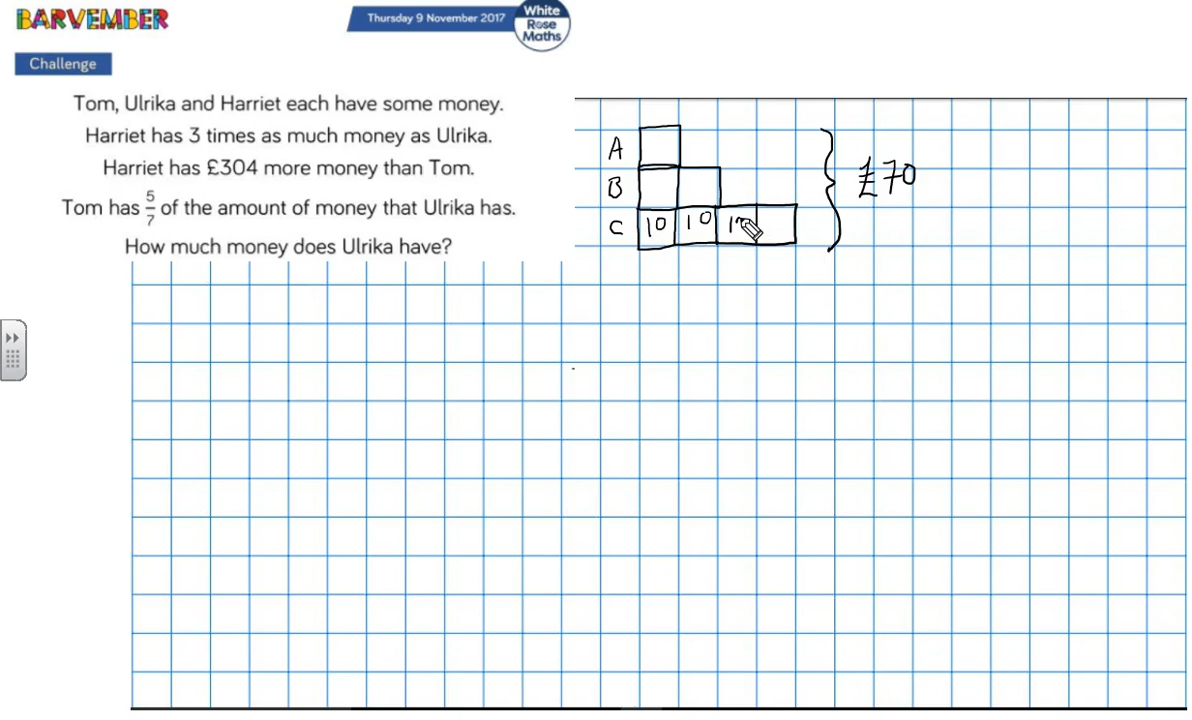 BARVEMBER
Thursday 9 November 2017
White
Rose
Maths
Challenge
Tom, Ulrika and Harriet each have some money.
Harriet has 3 times as much money as Ulrika.
Harriet has £304 more money than Tom.
Tom has 5/7 of the amount of money that Ulrika has.
How much money does Ulrika have?
A
B
C 10 10
£70